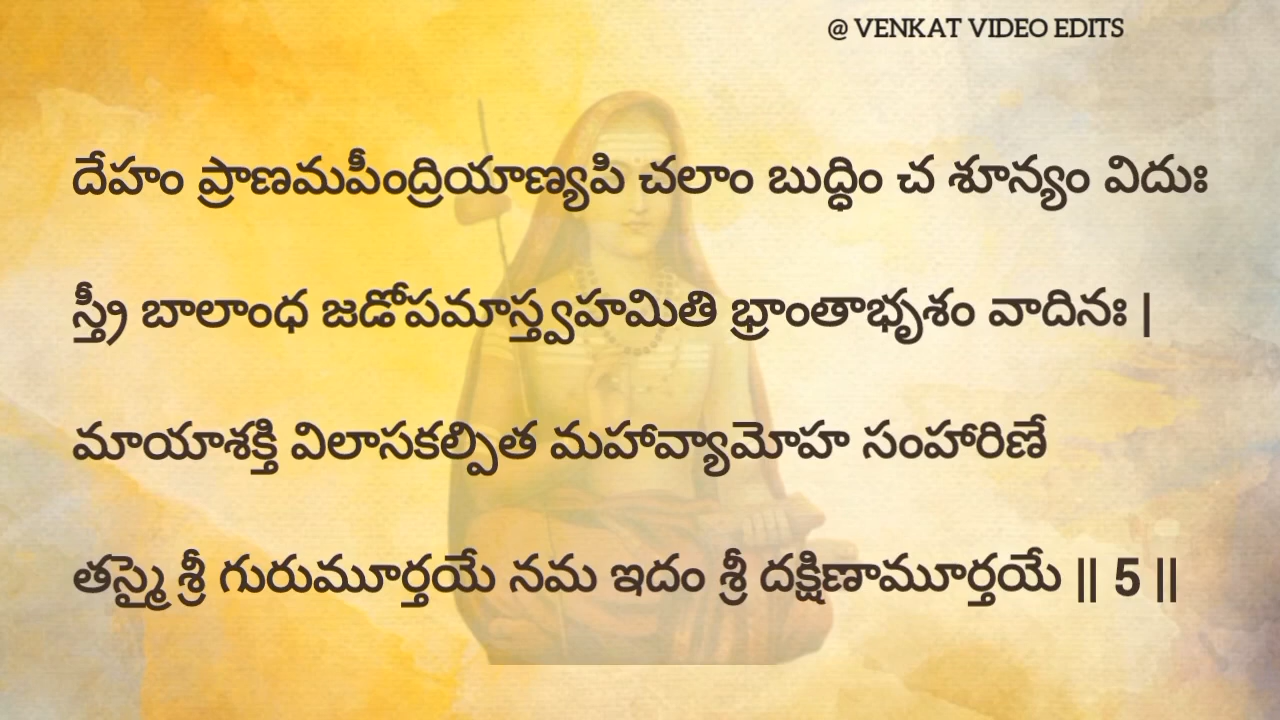 @ VENKAT VIDEO EDITS
దేహం ప్రాణమపీంద్రియాణ్యపి చలాం బుద్ధిం చ శూన్యం విదుః
స్త్రీ బాలాంధ జడోపమాస్త్వహమితి భ్రాంతాభృశం వాదినః |
మాయాశక్తి విలాసకల్పిత మహావ్యామోహ సంహారిణే
తస్మై శ్రీ గురుమూర్తయే నమ ఇదం శ్రీ దక్షిణామూర్తయే || 5 ||